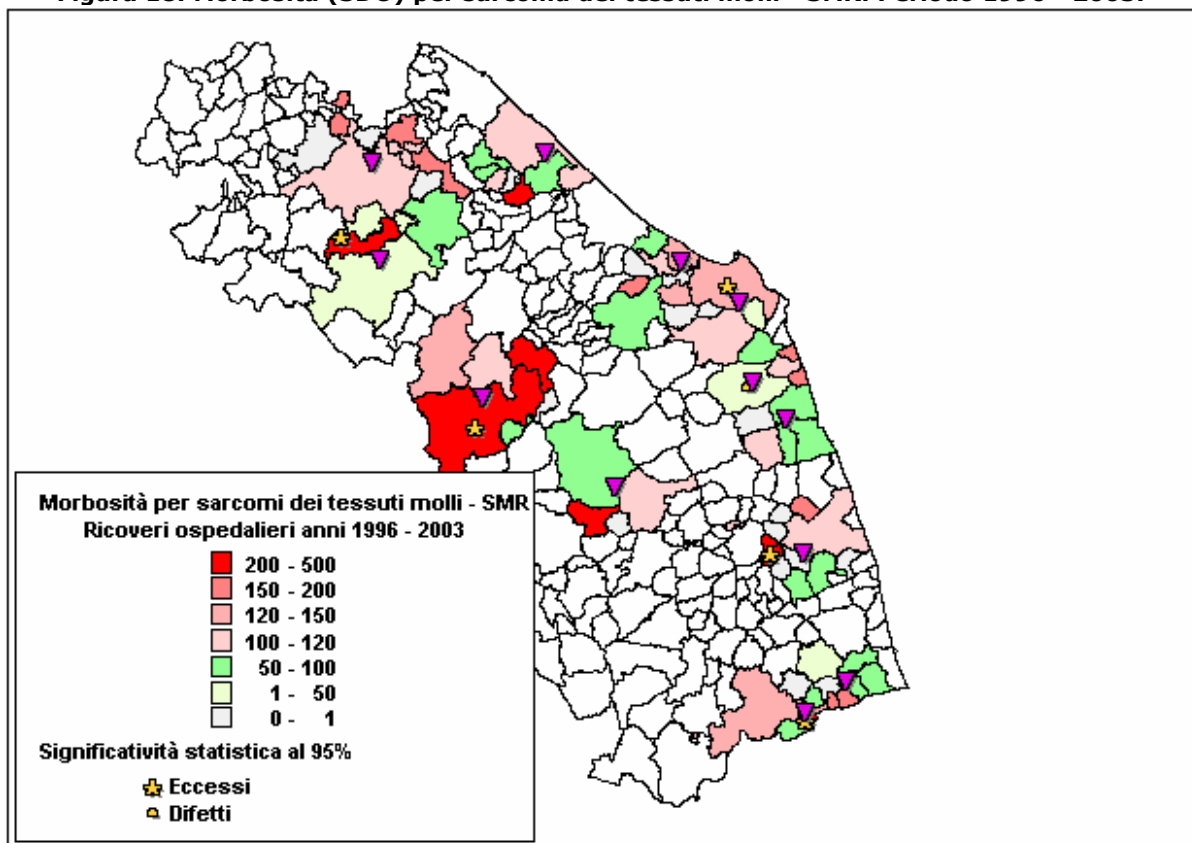 Morbosità per sarcomi dei tessuti molli - SMR
Ricoveri ospedalieri anni 1996 - 2003
200 - 500
150 - 200
120 - 150
100 - 120
50 - 100
1 - 50
0 - 1
Significatività statistica al 95%
Eccessi
Difetti